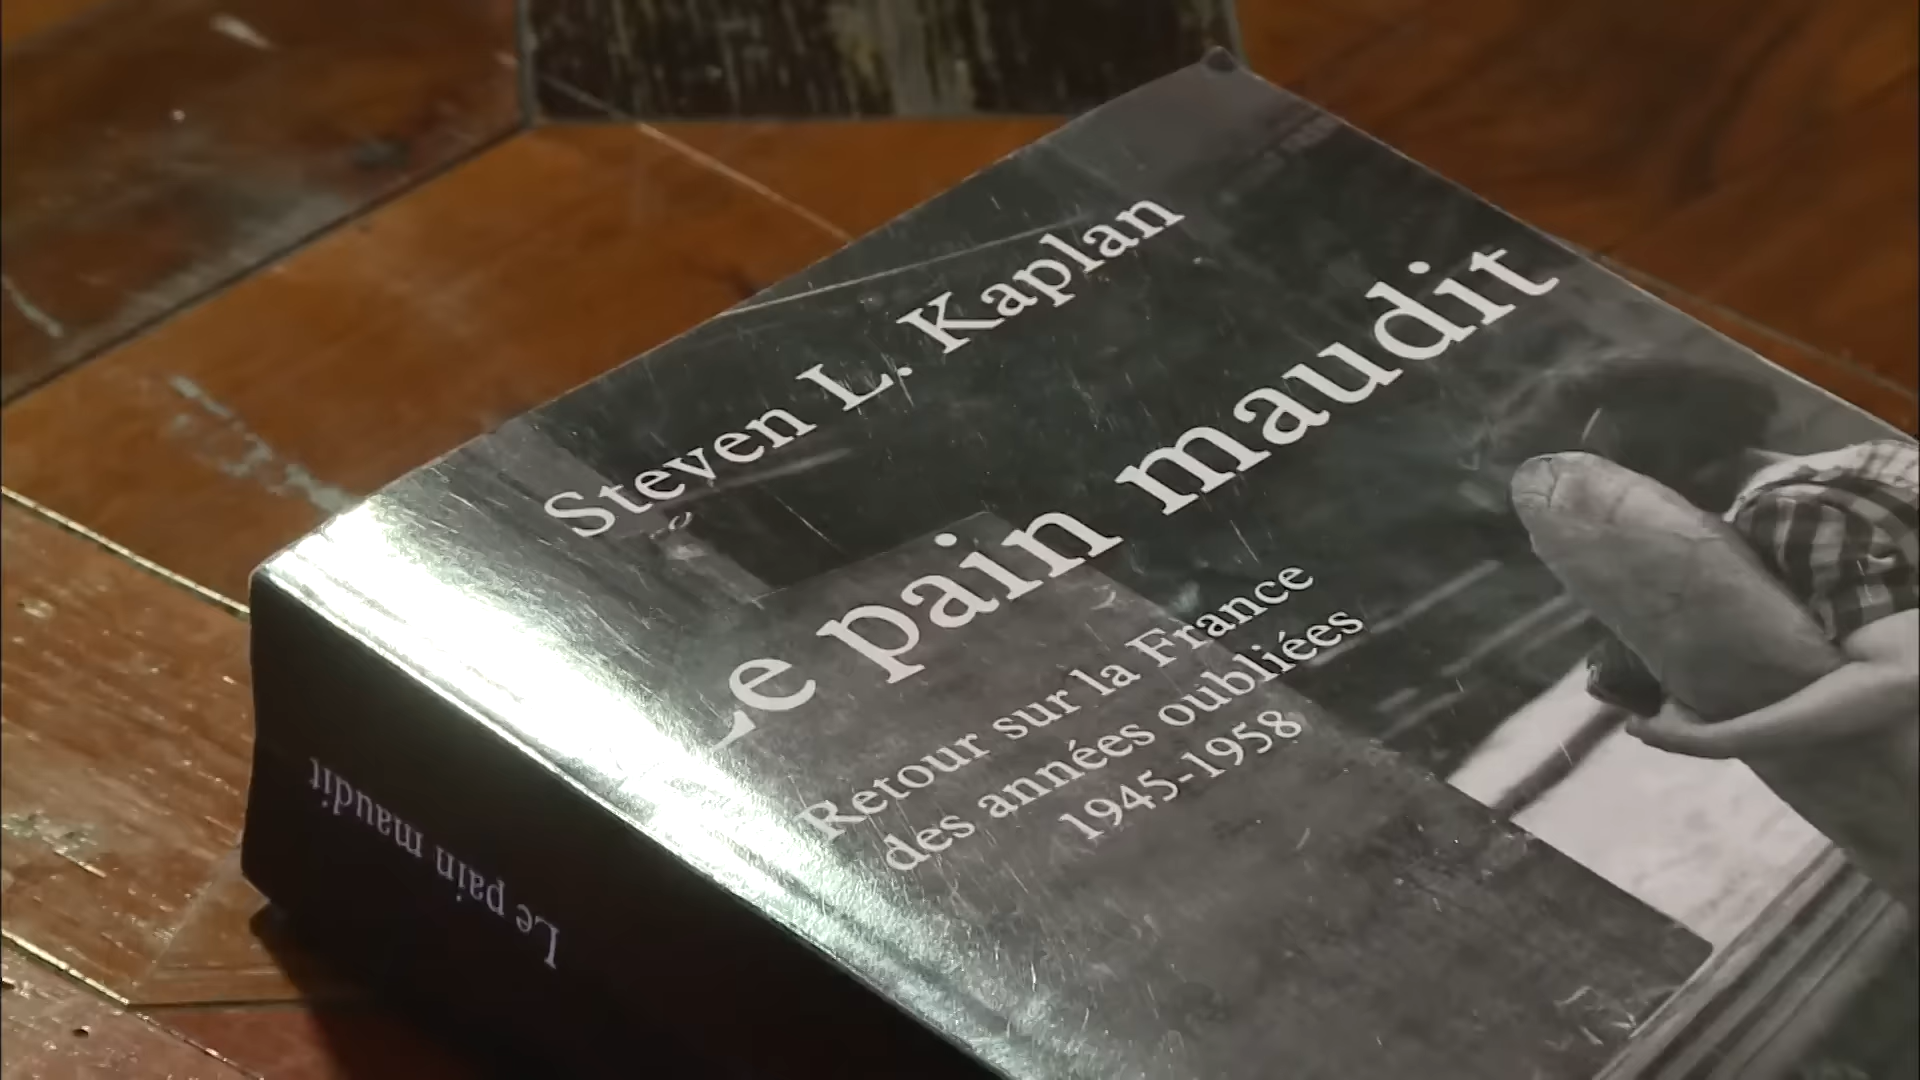 Steven L. Kaplan
Le pain maudit
Retour sur la France
des années oubliées
1945-1958
Le pain maudit